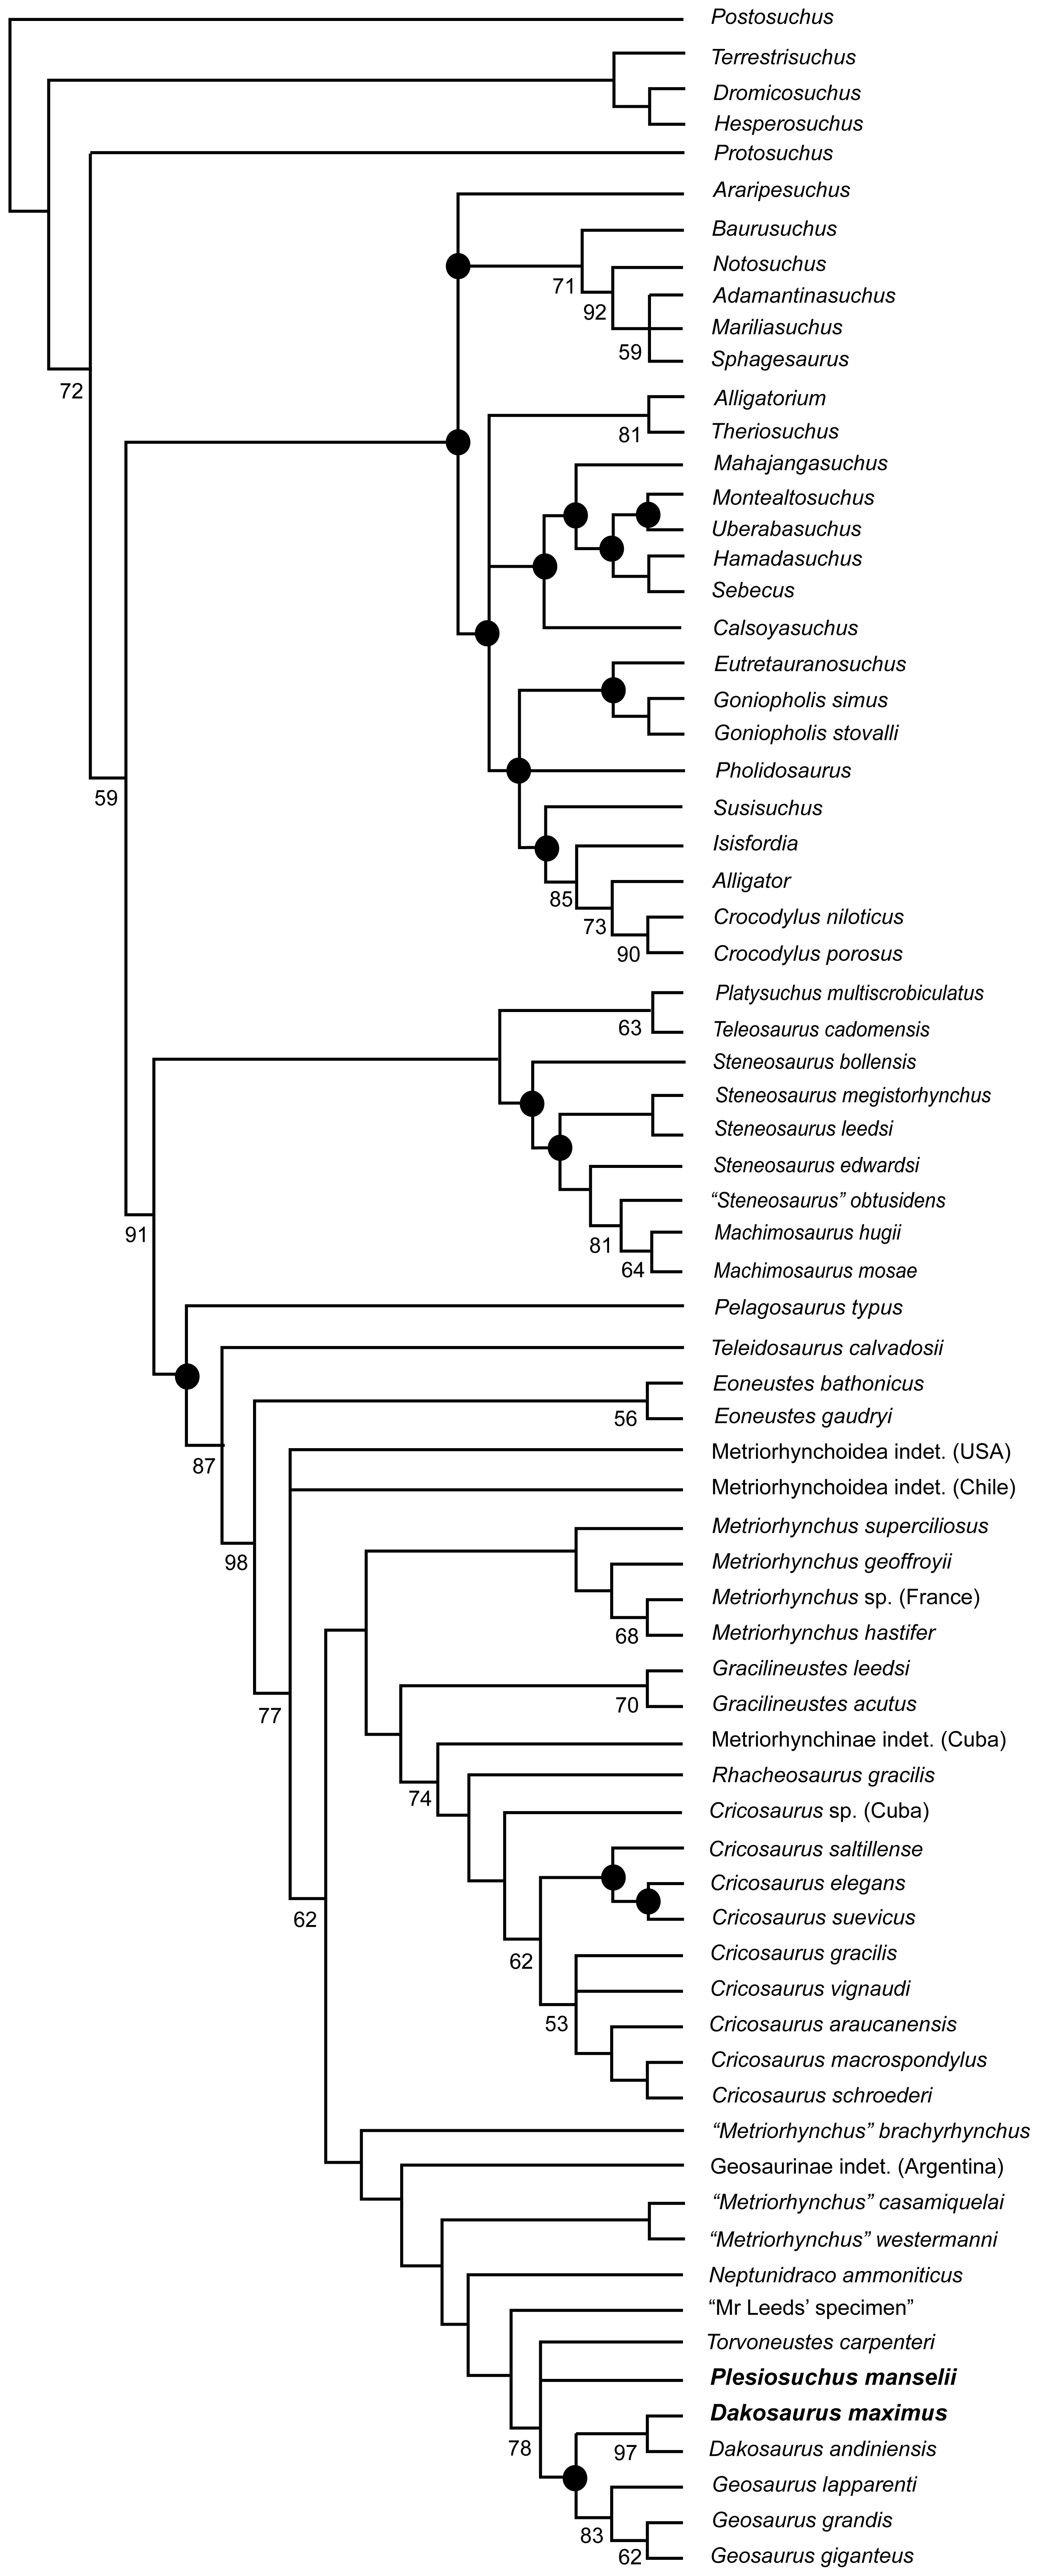 Postosuchus
Terrestrisuchus
Dromicosuchus
Hesperosuchus
Protosuchus
Araripesuchus
Baurusuchus
71
Notosuchus
92
Adamantinasuchus
Mariliasuchus
59
Sphagesaurus
72
Alligatorium
81
Theriosuchus
Mahajangasuchus
Montealtosuchus
Uberabasuchus
Hamadasuchus
Sebecus
Calsoyasuchus
Eutretauranosuchus
Goniopholis simus
Goniopholis stovalli
Pholidosaurus
59
Susisuchus
Isisfordia
85
Alligator
73
Crocodylus niloticus
90
Crocodylus porosus
Platysuchus multiscrobiculatus
63
Teleosaurus cadomensis
Steneosaurus bollensis
Steneosaurus megistorhynchus
Steneosaurus leedsi
Steneosaurus edwardsi
“Steneosaurus” obtusidens
91
Machimosaurus hugii
81
64
Machimosaurus mosae
Pelagosaurus typus
Teleidosaurus calvadosii
Eoneustes bathonicus
56
Eoneustes gaudryi
87
Metriorhynchoidea indet. (USA)
Metriorhynchoidea indet. (Chile)
Metriorhynchus superciliosus
98
Metriorhynchus geoffroyii
Metriorhynchus sp. (France)
68
Metriorhynchus hastifer
Gracilineustes leedsi
70
Gracilineustes acutus
77
Metriorhynchinae indet. (Cuba)
Rhacheosaurus gracilis
74
Cricosaurus sp. (Cuba)
Cricosaurus saltillense
Cricosaurus elegans
62
Cricosaurus suevicus
Cricosaurus gracilis
62
Cricosaurus vignaudi
53
Cricosaurus araucanensis
Cricosaurus macrospondylus
Cricosaurus schroederi
“Metriorhynchus” brachyrhynchus
Geosaurinae indet. (Argentina)
“Metriorhynchus” casamiquelai
“Metriorhynchus” westermanni
Neptunidraco ammoniticus
“Mr Leeds’ specimen”
Torvoneustes carpenteri
Plesiosuchus manselii
Dakosaurus maximus
78
97
Dakosaurus andiniensis
Geosaurus lapparenti
Geosaurus grandis
83
62
Geosaurus giganteus